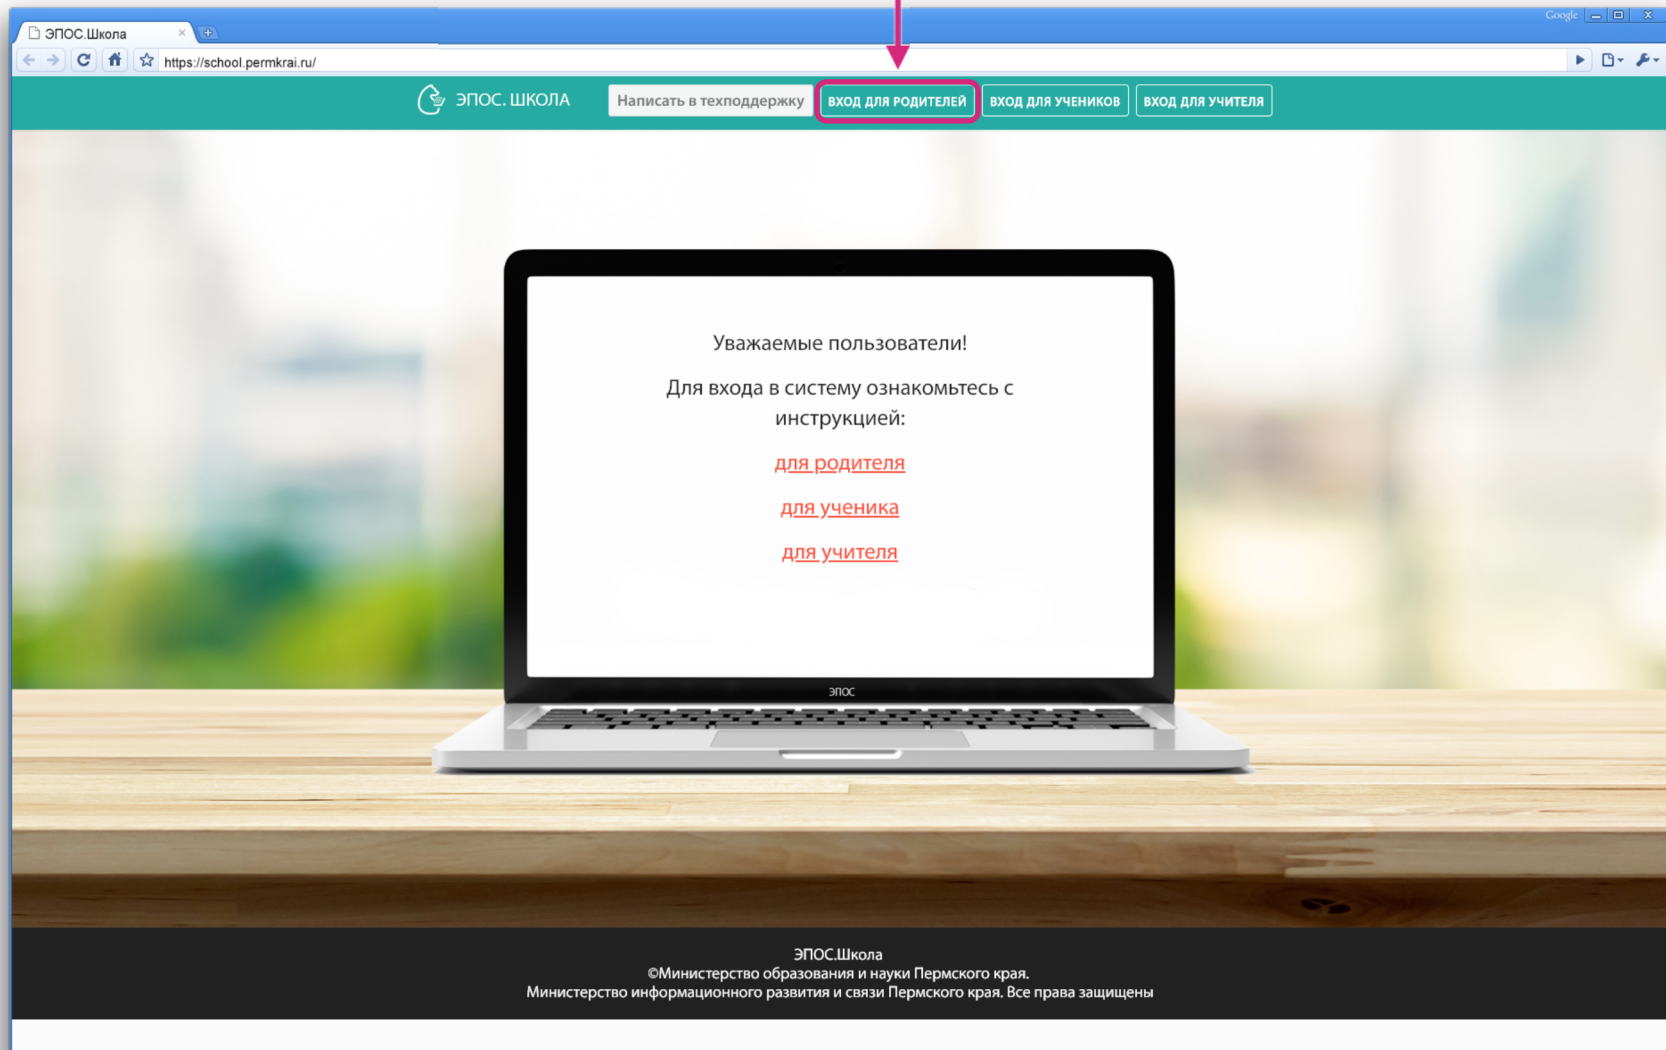 Google
ЭПОС.Школа
https://school.permkrai.ru/
ЭПОС. ШКОЛА
Написать в техподдержку
ВХОД ДЛЯ РОДИТЕЛЕЙ
ВХОД ДЛЯ УЧЕНИКОВ
ВХОД ДЛЯ УЧИТЕЛЯ
Уважаемые пользователи!
Для входа в систему ознакомьтесь с
инструкцией:
для родителя
для ученика
для учителя
ЭПОС
ЭПОС.Школа
©Министерство образования и науки Пермского края.
Министерство информационного развития и связи Пермского края. Все права защищены